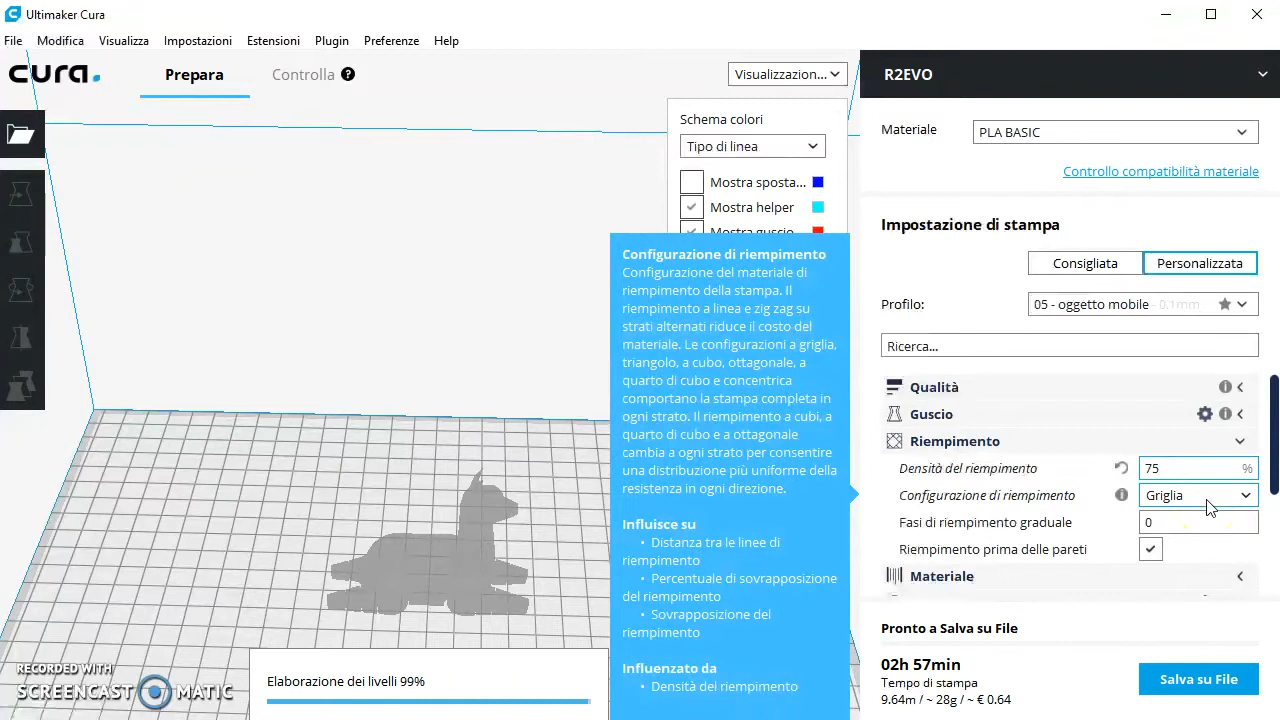 Ultimaker Cura
File Modifica Visualizza Impostazioni Estensioni Plugin Preferenze Help
cura. Prepara Controlla ?
Visualizzazion...
Schema colori
Tipo di linea
Mostra sposta...
Mostra helper
Mostra guscio
Configurazione di riempimento
Configurazione del materiale di
riempimento della stampa. Il
riempimento a linea e zig zag su
strati alternati riduce il costo del
materiale. Le configurazioni a griglia,
triangolo, a cubo, ottagonale, a
quarto di cubo e concentrica
comportano la stampa completa in
ogni strato. Il riempimento a cubi, a
quarto di cubo e a ottagonale
cambia a ogni strato per consentire
una distribuzione più uniforme della
resistenza in ogni direzione.
Influisce su
• Distanza tra le linee di
riempimento
• Percentuale di sovrapposizione
del riempimento
• Sovrapposizione del
riempimento
Influenzato da
• Densità del riempimento
R2EVO
Materiale PLA BASIC
Controllo compatibilità materiale
Impostazione di stampa
Consigliata Personalizzata
Profilo: 05 - oggetto mobile - 0.1mm
Ricerca...
Qualità
Guscio
Riempimento
Densità del riempimento 75 %
Configurazione di riempimento Griglia
Fasi di riempimento graduale 0
Riempimento prima delle pareti
Materiale
Pronto a Salva su File
02h 57min
Tempo di stampa
9.64m / ~ 28g / ~ € 0.64
Salva su File
Elaborazione dei livelli 99%
RECORDED WITH
SCREENCAST MATIC